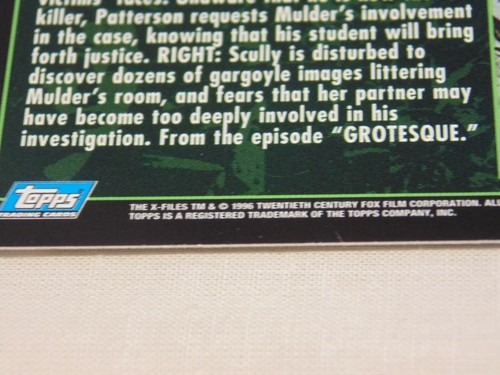 killer, Patterson requests Mulder's involvement
in the case, knowing that his student will bring
forth justice. RIGHT: Scully is disturbed to
discover dozens of gargoyle images littering
Mulder's room, and fears that her partner may
have become too deeply involved in his
investigation. From the episode "GROTESQUE."
Topps
TRADING CARDS
THE X-FILES TM & © 1996 TWENTIETH CENTURY FOX FILM CORPORATION. ALL
TOPPS IS A REGISTERED TRADEMARK OF THE TOPPS COMPANY, INC.